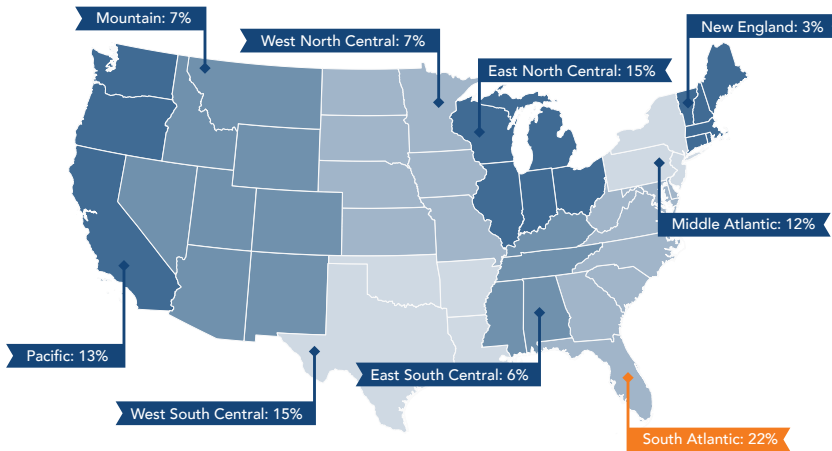 Mountain: 7%
New England: 3%
West North Central: 7%
East North Central: 15%
Middle Atlantic: 12%
Pacific: 13%
East South Central: 6%
West South Central: 15%
South Atlantic: 22%